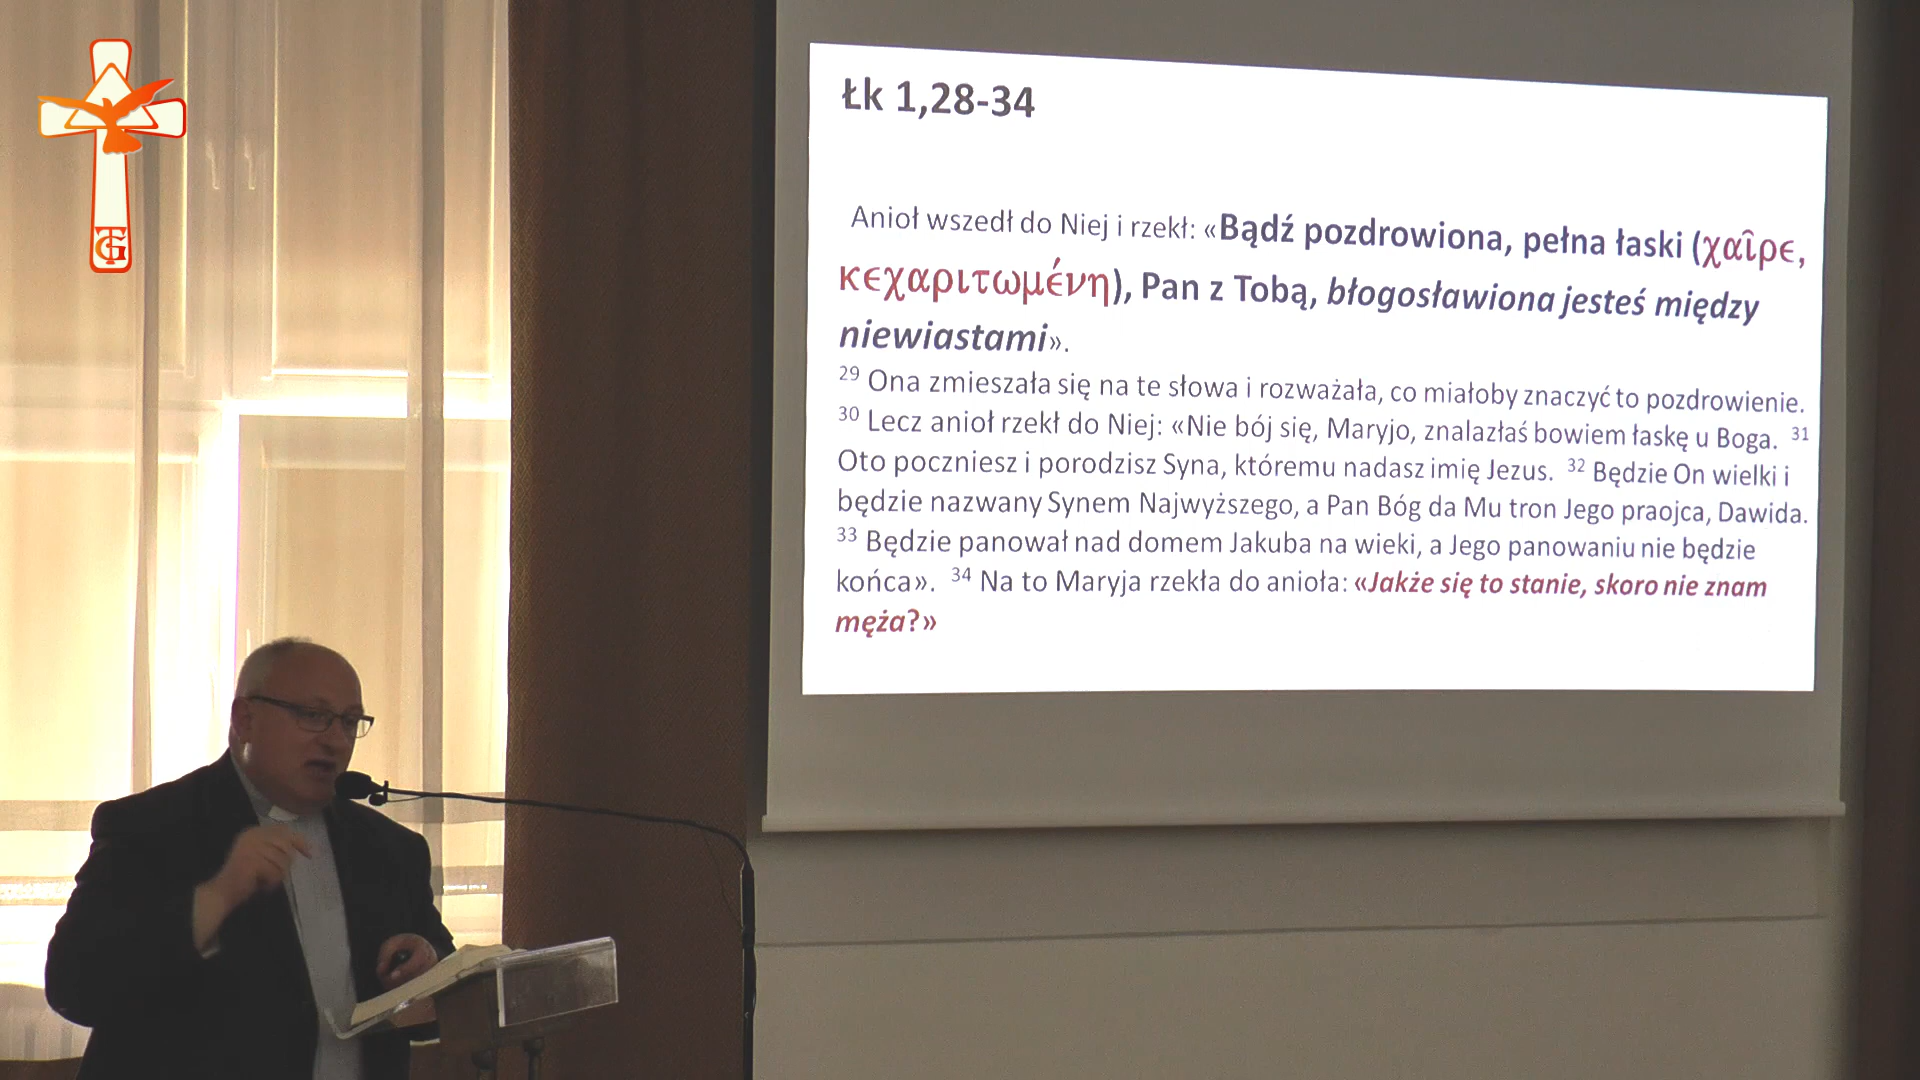 Łk 1,28-34
Anioł wszedł do Niej i rzekł: «Bądź pozdrowiona, pełna łaski (χαῖρε,
κεχαριτωμένη), Pan z Tobą, błogosławiona jesteś między
niewiastami».
29 Ona zmieszała się na te słowa i rozważała, co miałoby znaczyć to pozdrowienie.
30 Lecz anioł rzekł do Niej: «Nie bój się, Maryjo, znalazłaś bowiem łaskę u Boga. 31
Oto poczniesz i porodzisz Syna, któremu nadasz imię Jezus. 32 Będzie On wielki i
będzie nazwany Synem Najwyższego, a Pan Bóg da Mu tron Jego praojca, Dawida.
33 Będzie panował nad domem Jakuba na wieki, a Jego panowaniu nie będzie
końca». 34 Na to Maryja rzekła do anioła: «Jakże się to stanie, skoro nie znam
męża?»